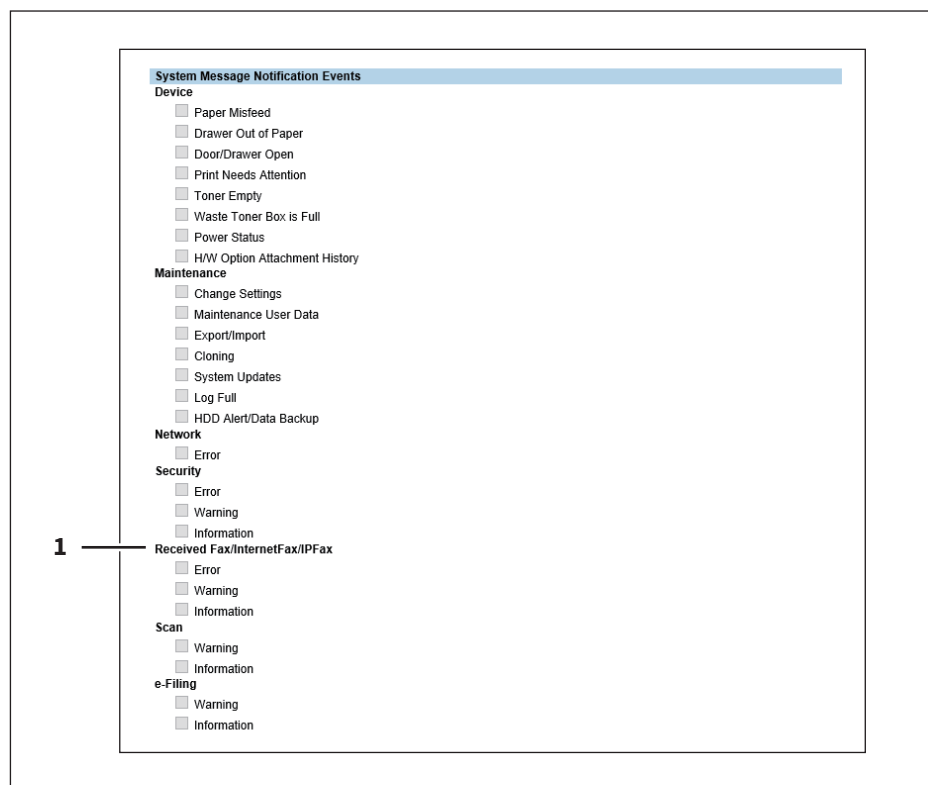 System Message Notification Events
Device
Paper Misfeed
Drawer Out of Paper
Door/Drawer Open
Print Needs Attention
Toner Empty
Waste Toner Box is Full
Power Status
H/W Option Attachment History
Maintenance
Change Settings
Maintenance User Data
Export/Import
Cloning
System Updates
Log Full
HDD Alert/Data Backup
Network
Error
Security
Error
Warning
Information
1 Received Fax/InternetFax/IPFax
Error
Warning
Information
Scan
Warning
Information
e-Filing
Warning
Information